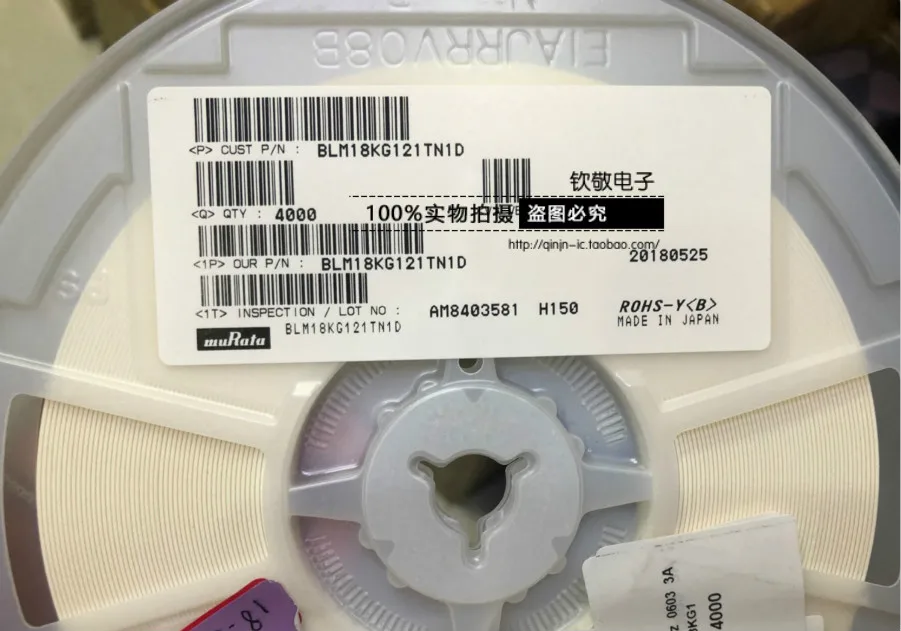 EIAJRRV08B
<P> CUST P/N : BLM18KG121TN1D
<Q> QTY : 4000
钦敬电子
100%实物拍摄 盗图必究
http://qinjn-ic.taobao.com/
<1P> OUR P/N : BLM18KG121TN1D
20180525
<1T> INSPECTION / LOT NO : AM8403581 H150
ROHS-Y<B>
muRata BLM18KG121TN1D
MADE IN JAPAN
z 0603 3A
0KG1
4000